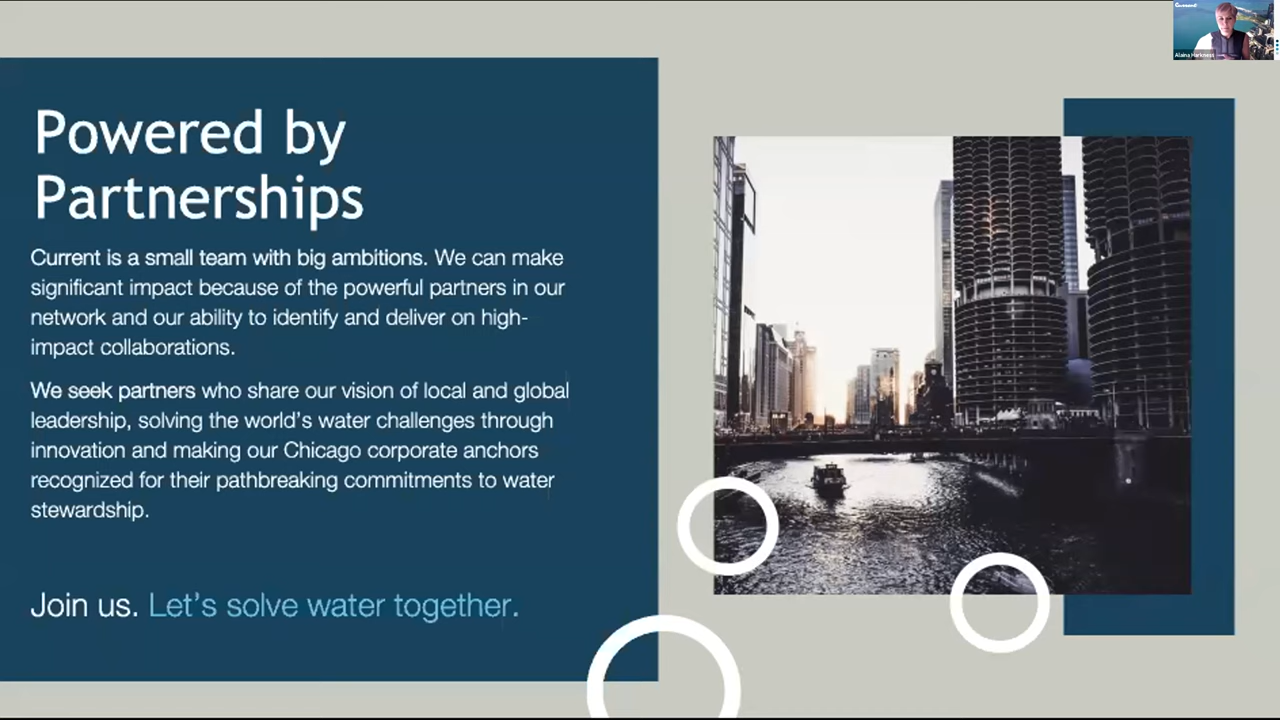 Powered by
Partnerships
Current is a small team with big ambitions. We can make
significant impact because of the powerful partners in our
network and our ability to identify and deliver on high-
impact collaborations.
We seek partners who share our vision of local and global
leadership, solving the world's water challenges through
innovation and making our Chicago corporate anchors
recognized for their pathbreaking commitments to water
stewardship.
Join us. Let's solve water together.
Current
Alaina Harkness